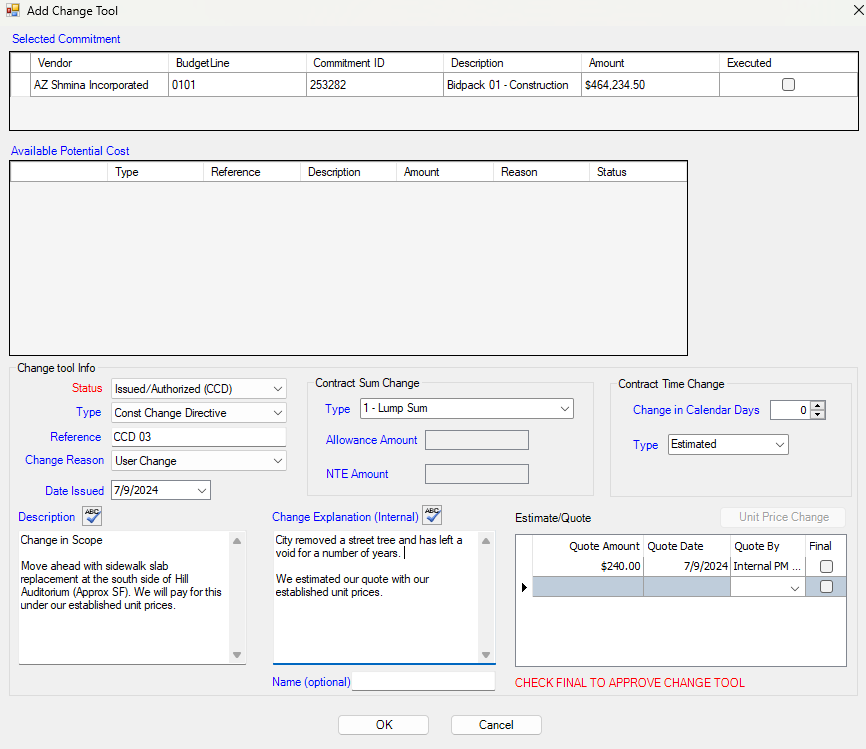 Add Change Tool
Selected Commitment
Vendor BudgetLine Commitment ID Description Amount Executed
AZ Shmina Incorporated 0101 253282 Bidpack 01 - Construction $464,234.50
Available Potential Cost
Type Reference Description Amount Reason Status
Change tool Info
Status Issued/Authorized (CCD)
Type Const Change Directive
Reference CCD 03
Change Reason User Change
Date Issued 7/9/2024
Contract Sum Change
Type 1 - Lump Sum
Allowance Amount
NTE Amount
Contract Time Change
Change in Calendar Days 0
Type Estimated
Description ABC
Change in Scope
Move ahead with sidewalk slab
replacement at the south side of Hill
Auditorium (Approx SF). We will pay for this
under our established unit prices.
Change Explanation (Internal) ABC
City removed a street tree and has left a
void for a number of years.
We estimated our quote with our
established unit prices.
Name (optional)
Estimate/Quote Unit Price Change
Quote Amount Quote Date Quote By Final
$240.00 7/9/2024 Internal PM ...
CHECK FINAL TO APPROVE CHANGE TOOL
OK Cancel